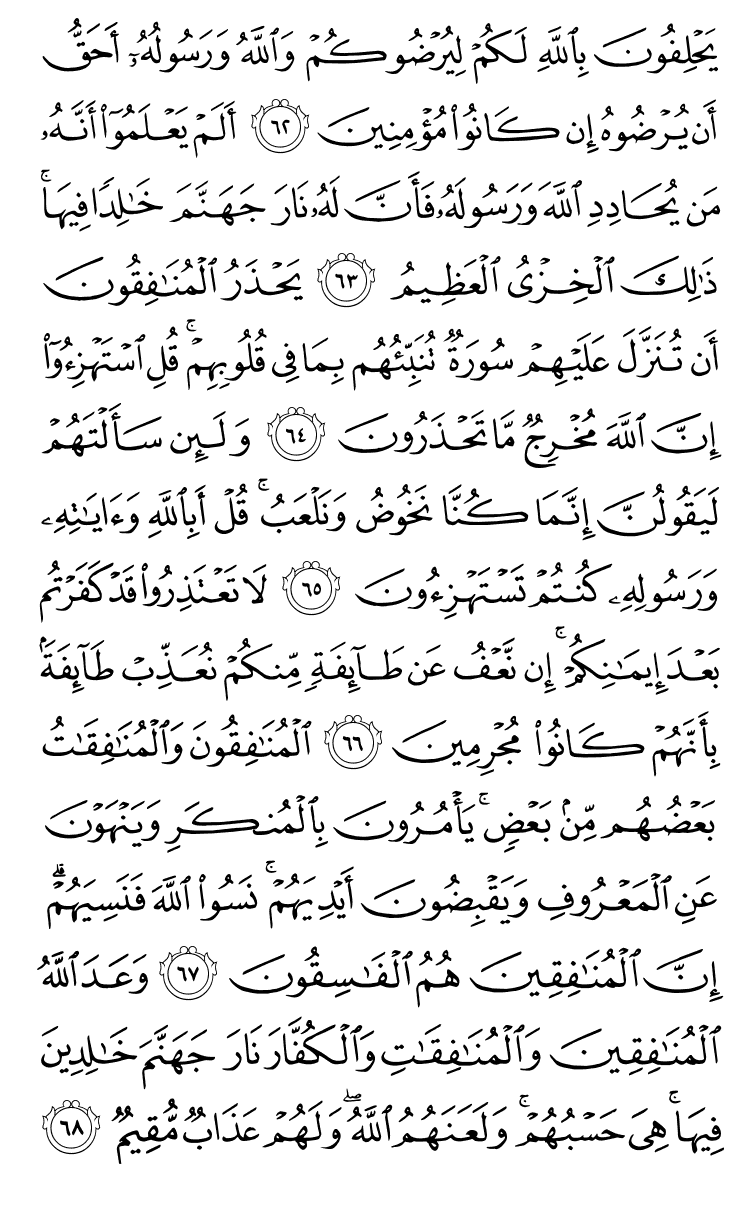 يَحۡلِفُونَ بِٱللَّهِ لَكُمۡ لِيُرۡضُوكُمۡ وَٱللَّهُ وَرَسُولُهُۥٓ أَحَقُّ
أَن يُرۡضُوهُ إِن كَانُواْ مُؤۡمِنِينَ ٦٢ أَلَمۡ يَعۡلَمُوٓاْ أَنَّهُۥ
مَن يُحَادِدِ ٱللَّهَ وَرَسُولَهُۥ فَأَنَّ لَهُۥ نَارَ جَهَنَّمَ خَٰلِدٗا فِيهَاۚ
ذَٰلِكَ ٱلۡخِزۡيُ ٱلۡعَظِيمُ ٦٣ يَحۡذَرُ ٱلۡمُنَٰفِقُونَ
أَن تُنَزَّلَ عَلَيۡهِمۡ سُورَةٞ تُنَبِّئُهُم بِمَا فِي قُلُوبِهِمۡۚ قُلِ ٱسۡتَهۡزِءُوٓاْ
إِنَّ ٱللَّهَ مُخۡرِجٞ مَّا تَحۡذَرُونَ ٦٤ وَلَئِن سَأَلۡتَهُمۡ
لَيَقُولُنَّ إِنَّمَا كُنَّا نَخُوضُ وَنَلۡعَبُۚ قُلۡ أَبِٱللَّهِ وَءَايَٰتِهِۦ
وَرَسُولِهِۦ كُنتُمۡ تَسۡتَهۡزِءُونَ ٦٥ لَا تَعۡتَذِرُواْ قَدۡ كَفَرۡتُم
بَعۡدَ إِيمَٰنِكُمۡۚ إِن نَّعۡفُ عَن طَآئِفَةٖ مِّنكُمۡ نُعَذِّبۡ طَآئِفَةَۢ
بِأَنَّهُمۡ كَانُواْ مُجۡرِمِينَ ٦٦ ٱلۡمُنَٰفِقُونَ وَٱلۡمُنَٰفِقَٰتُ
بَعۡضُهُم مِّنۢ بَعۡضٖۚ يَأۡمُرُونَ بِٱلۡمُنكَرِ وَيَنۡهَوۡنَ
عَنِ ٱلۡمَعۡرُوفِ وَيَقۡبِضُونَ أَيۡدِيَهُمۡۚ نَسُواْ ٱللَّهَ فَنَسِيَهُمۡۗ
إِنَّ ٱلۡمُنَٰفِقِينَ هُمُ ٱلۡفَٰسِقُونَ ٦٧ وَعَدَ ٱللَّهُ
ٱلۡمُنَٰفِقِينَ وَٱلۡمُنَٰفِقَٰتِ وَٱلۡكُفَّارَ نَارَ جَهَنَّمَ خَٰلِدِينَ
فِيهَاۚ هِيَ حَسۡبُهُمۡۚ وَلَعَنَهُمُ ٱللَّهُۖ وَلَهُمۡ عَذَابٞ مُّقِيمٞ ٦٨